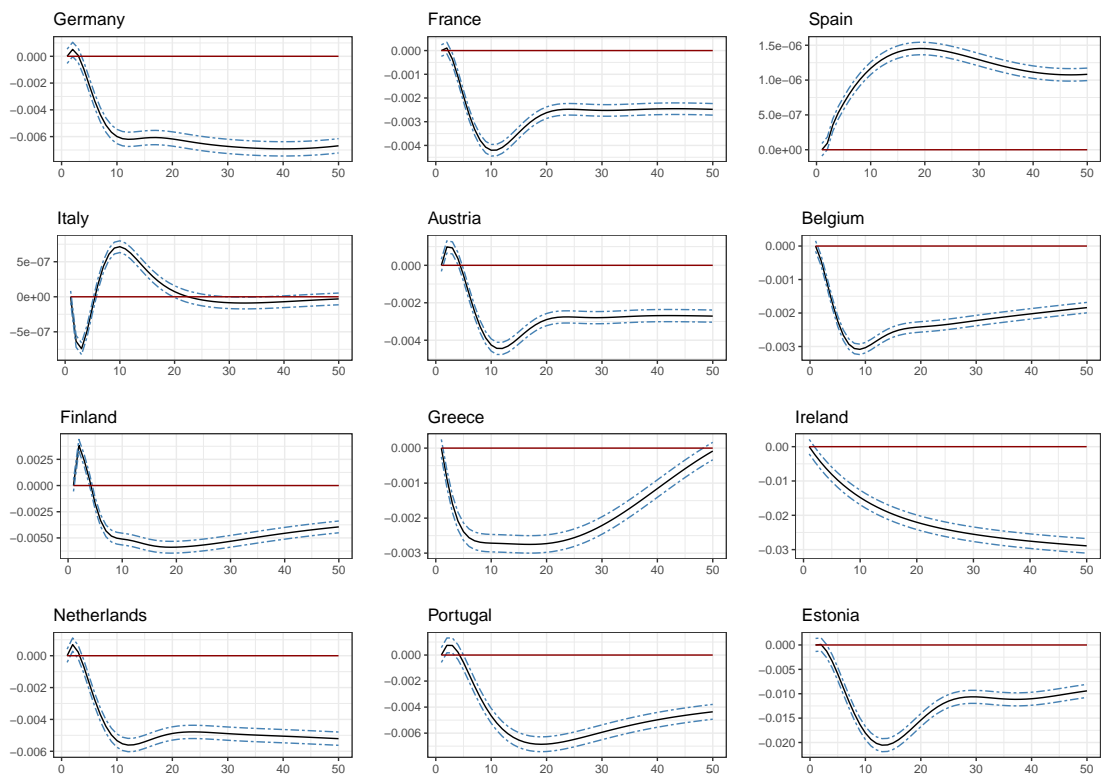 Germany
0.000
−0.002
−0.004
−0.006
0 10 20 30 40 50
France
0.000
−0.001
−0.002
−0.003
−0.004
0 10 20 30 40 50
Spain
1.5e−06
1.0e−06
5.0e−07
0.0e+00
0 10 20 30 40 50
Italy
5e−07
0e+00
−5e−07
0 10 20 30 40 50
Austria
0.000
−0.002
−0.004
0 10 20 30 40 50
Belgium
0.000
−0.001
−0.002
−0.003
0 10 20 30 40 50
Finland
0.0025
0.0000
−0.0025
−0.0050
0 10 20 30 40 50
Greece
0.000
−0.001
−0.002
−0.003
0 10 20 30 40 50
Ireland
0.00
−0.01
−0.02
−0.03
0 10 20 30 40 50
Netherlands
0.000
−0.002
−0.004
−0.006
0 10 20 30 40 50
Portugal
0.000
−0.002
−0.004
−0.006
0 10 20 30 40 50
Estonia
0.000
−0.005
−0.010
−0.015
−0.020
0 10 20 30 40 50